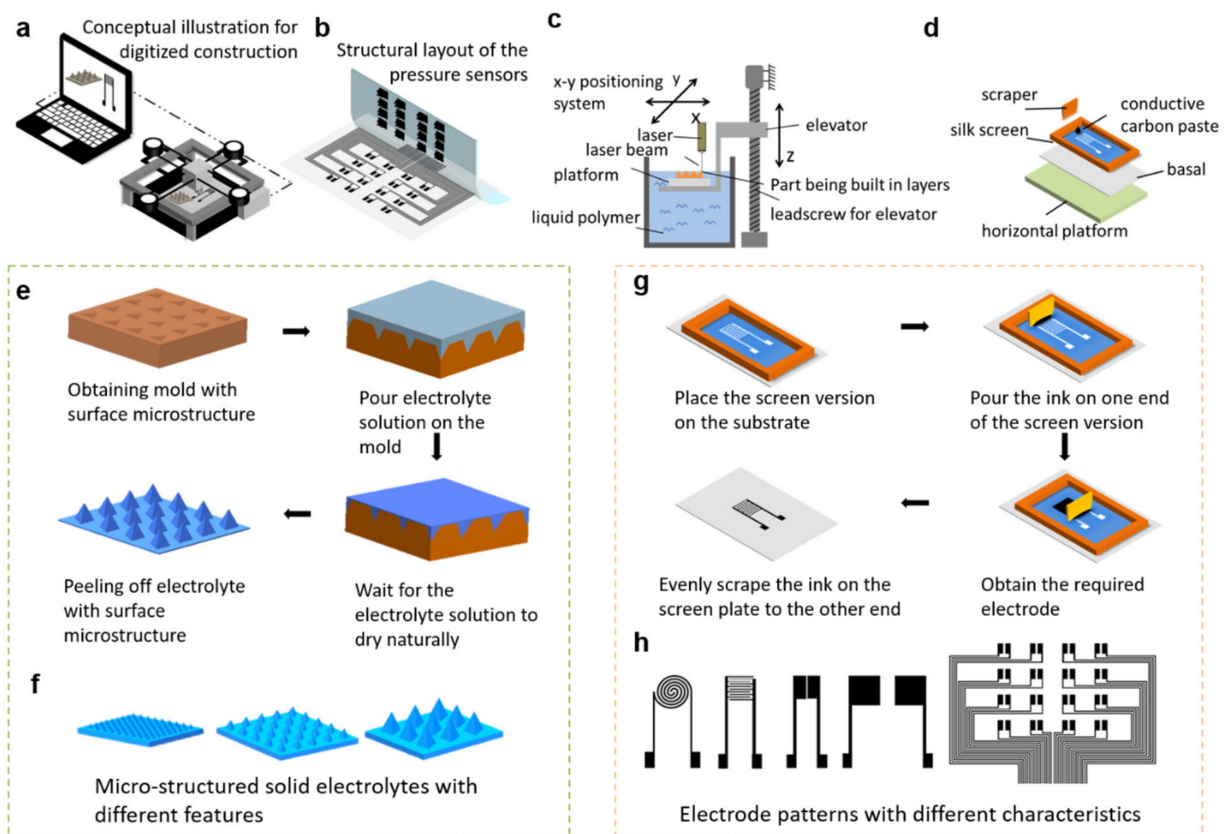 a
Conceptual illustration for
digitized construction
b
Structural layout of the
pressure sensors
c
x-y positioning
system
y
X
laser
laser beam
platform
liquid polymer
elevator
Z
Part being built in layers
leadscrew for elevator
d
scraper
silk screen
conductive
carbon paste
basal
horizontal platform
e
Obtaining mold with
surface microstructure
Pour electrolyte
solution on the
mold
Peeling off electrolyte
with surface
microstructure
Wait for the
electrolyte solution to
dry naturally
f
Micro-structured solid electrolytes with
different features
g
Place the screen version
on the substrate
Pour the ink on one end
of the screen version
Evenly scrape the ink on the
screen plate to the other end
Obtain the required
electrode
h
Electrode patterns with different characteristics